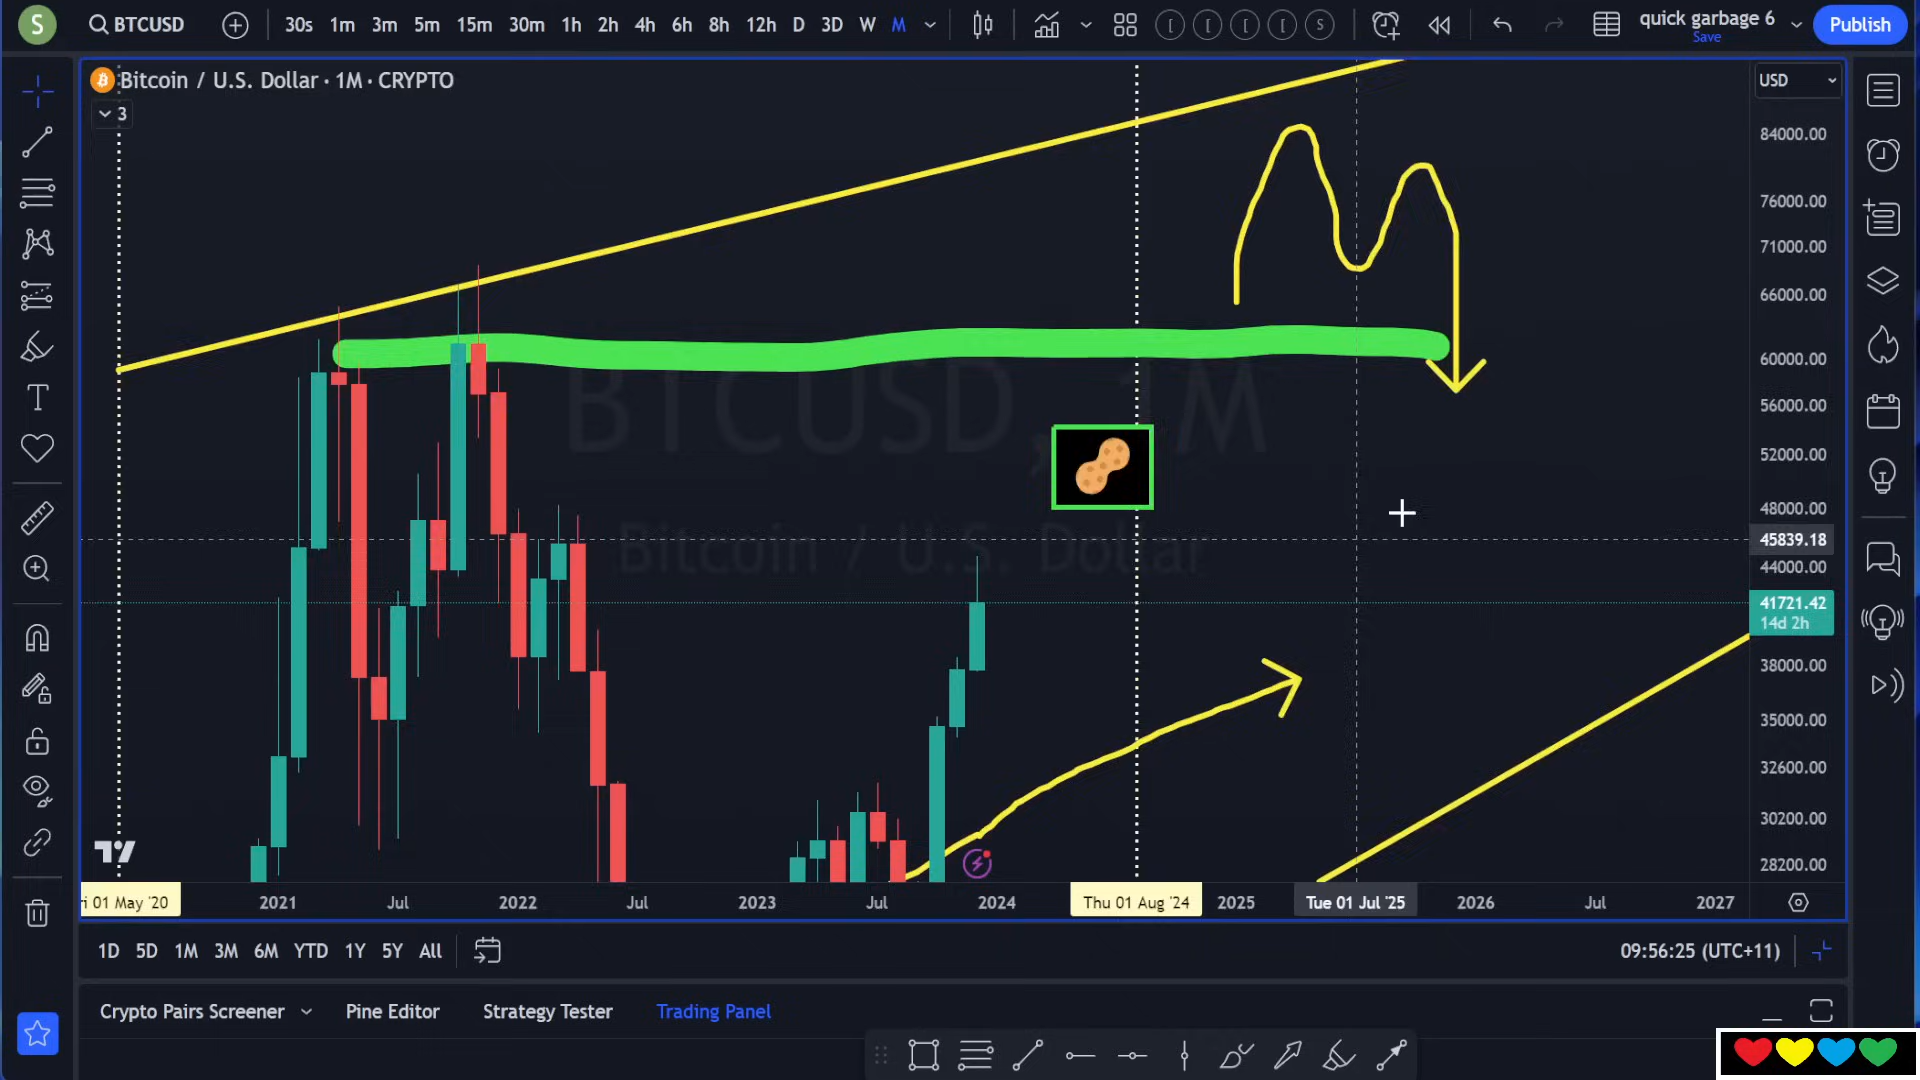 S
BTCUSD
30s 1m 3m 5m 15m 30m 1h 2h 4h 6h 8h 12h D 3D W M
[ [ [ [ S
quick garbage 6
Save
Publish
Bitcoin / U.S. Dollar · 1M · CRYPTO
USD
3
84000.00
76000.00
71000.00
66000.00
60000.00
BTCUSD, 1M
56000.00
52000.00
48000.00
Bitcoin / U.S. Dollar
45839.18
44000.00
41721.42
14d 2h
38000.00
35000.00
32600.00
30200.00
28200.00
ri 01 May '20 2021 Jul 2022 Jul 2023 Jul 2024 Thu 01 Aug '24 2025 Tue 01 Jul '25 2026 Jul 2027
1D 5D 1M 3M 6M YTD 1Y 5Y All
09:56:25 (UTC+11)
Crypto Pairs Screener Pine Editor Strategy Tester Trading Panel